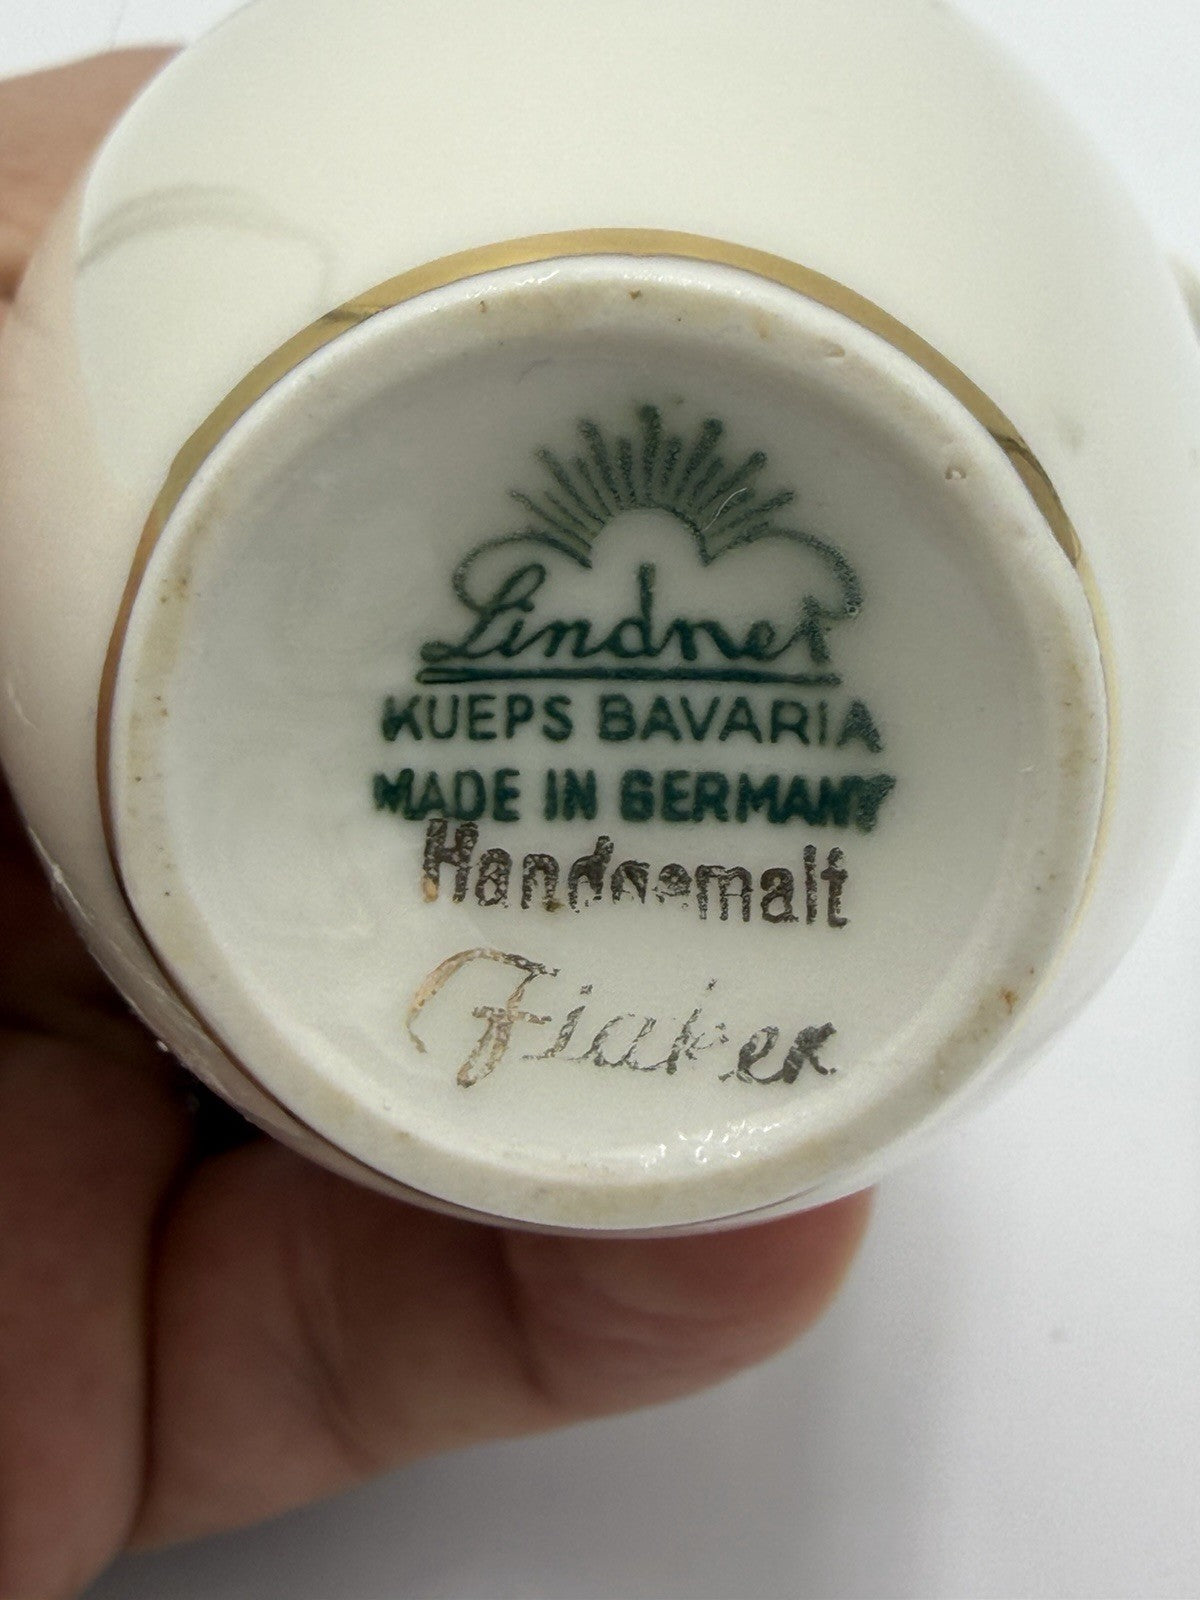 Lindner
KUEPS BAVARIA
MADE IN GERMANY
Handgemalt
Fiaker